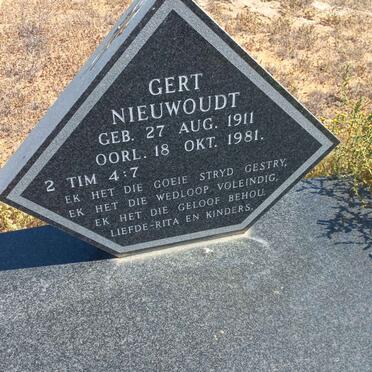 GERT
NIEUWOUDT
GEB. 27 AUG. 1911
OORL. 18 OKT. 1981.
2 TIM 4:7
EK HET DIE GOEIE STRYD GESTRY,
EK HET DIE WEDLOOP VOLEINDIG,
EK HET DIE GELOOF BEHOU.
LIEFDE-RITA EN KINDERS.